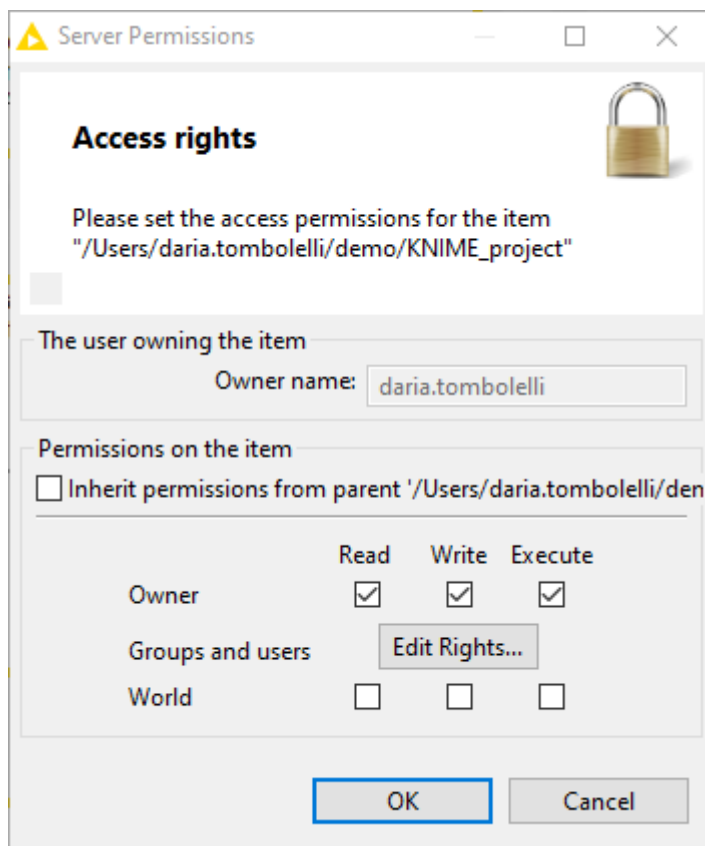 Server Permissions
Access rights
Please set the access permissions for the item
"/Users/daria.tombolelli/demo/KNIME_project"
The user owning the item
Owner name: daria.tombolelli
Permissions on the item
Inherit permissions from parent '/Users/daria.tombolelli/den
Read Write Execute
Owner
Groups and users Edit Rights...
World
OK Cancel